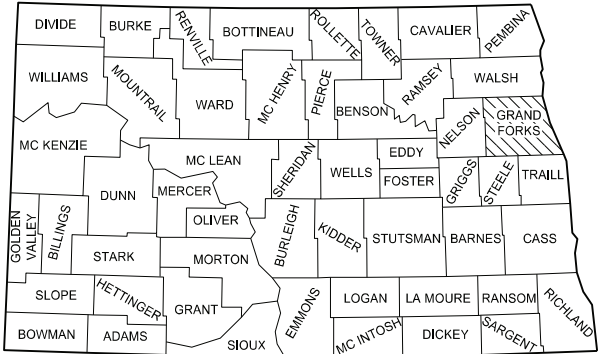 DIVIDE
BURKE
RENVILLE
BOTTINEAU
ROLLETTE
TOWNER
CAVALIER
PEMBINA
WILLIAMS
MOUNTRAIL
WARD
MC HENRY
PIERCE
BENSON
RAMSEY
WALSH
NELSON
GRAND
FORKS
MC KENZIE
MC LEAN
SHERIDAN
WELLS
EDDY
FOSTER
GRIGGS
STEELE
TRAILL
DUNN
MERCER
OLIVER
GOLDEN
VALLEY
BILLINGS
STARK
MORTON
BURLEIGH
KIDDER
STUTSMAN
BARNES
CASS
SLOPE
HETTINGER
GRANT
EMMONS
LOGAN
LA MOURE
RANSOM
RICHLAND
BOWMAN
ADAMS
SIOUX
MC INTOSH
DICKEY
SARGENT